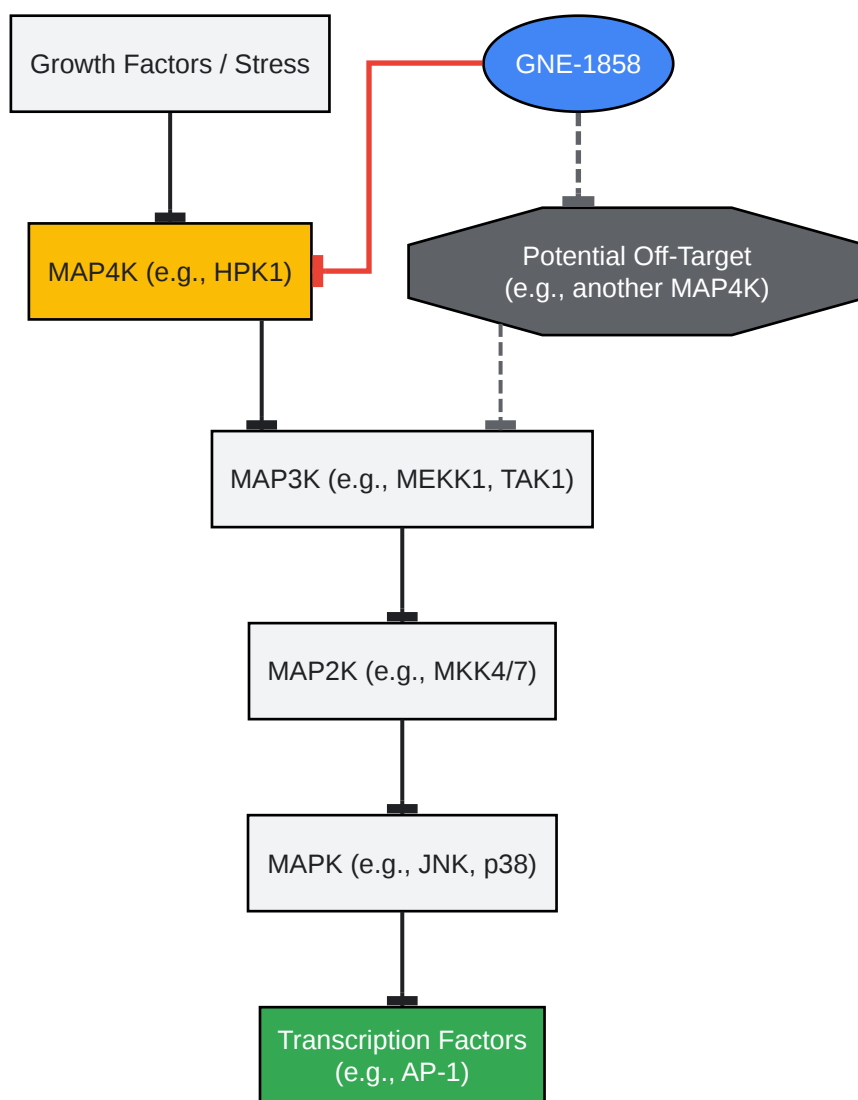 Growth Factors / Stress
GNE-1858
MAP4K (e.g., HPK1)
Potential Off-Target
(e.g., another MAP4K)
MAP3K (e.g., MEKK1, TAK1)
MAP2K (e.g., MKK4/7)
MAPK (e.g., JNK, p38)
Transcription Factors
(e.g., AP-1)